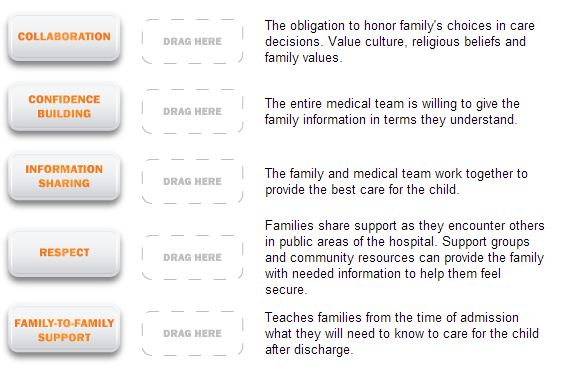 COLLABORATION
DRAG HERE
The obligation to honor family's choices in care
decisions. Value culture, religious beliefs and
family values.
CONFIDENCE
BUILDING
DRAG HERE
The entire medical team is willing to give the
family information in terms they understand.
INFORMATION
SHARING
DRAG HERE
The family and medical team work together to
provide the best care for the child.
RESPECT
DRAG HERE
Families share support as they encounter others
in public areas of the hospital. Support groups
and community resources can provide the family
with needed information to help them feel
secure.
FAMILY-TO-FAMILY
SUPPORT
DRAG HERE
Teaches families from the time of admission
what they will need to know to care for the child
after discharge.